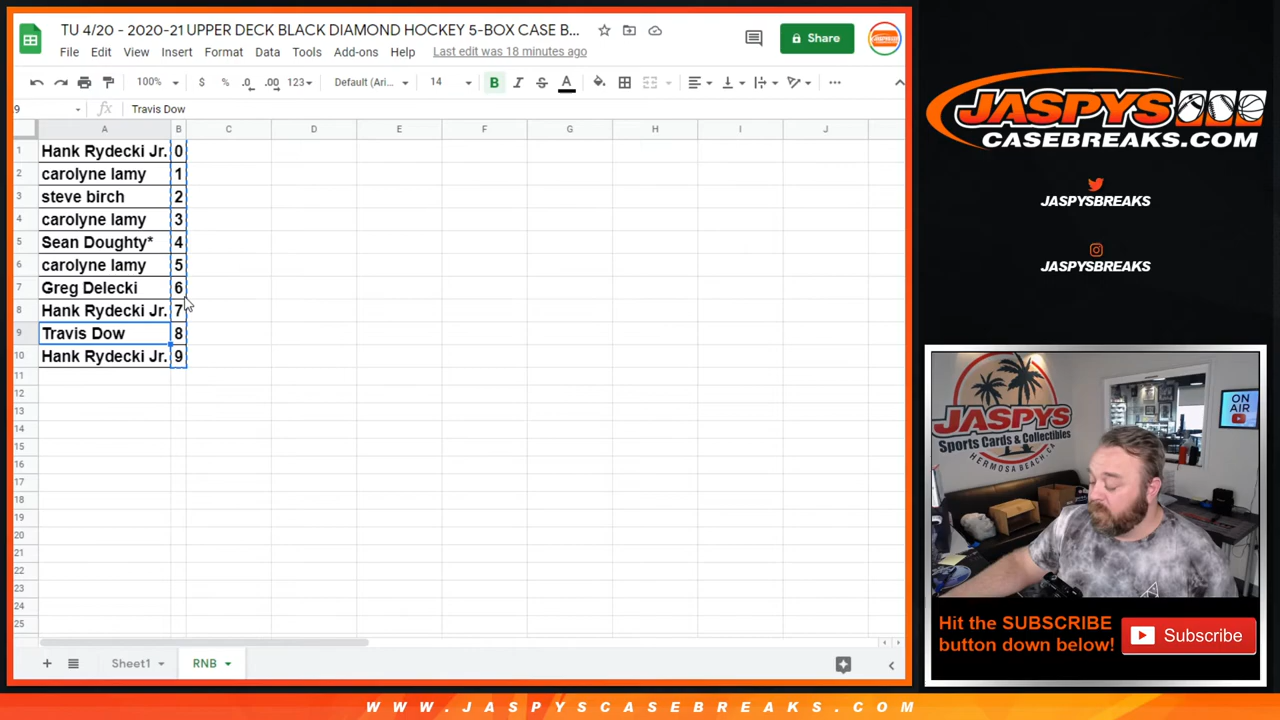 TU 4/20 - 2020-21 UPPER DECK BLACK DIAMOND HOCKEY 5-BOX CASE B...
File Edit View Insert Format Data Tools Add-ons Help Last edit was 18 minutes ago
Share
100% $ % .0 .00 123 Default (Ari... 14 B I S A
9 fx Travis Dow
A B C D E F G H I J
1 Hank Rydecki Jr. 0
2 carolyne lamy 1
3 steve birch 2
4 carolyne lamy 3
5 Sean Doughty* 4
6 carolyne lamy 5
7 Greg Delecki 6
8 Hank Rydecki Jr. 7
9 Travis Dow 8
10 Hank Rydecki Jr. 9
11
12
13
14
15
16
17
18
19
20
21
22
23
24
25
Sheet1 RNB
JASPYS
CASEBREAKS.COM
JASPYSBREAKS
JASPYSBREAKS
JASPYS
Sports Cards & Collectibles
HERMOSA BEACH, CA
ON
AIR
Hit the SUBSCRIBE
button down below!
Subscribe
WWW.JASPYSCASEBREAKS.COM